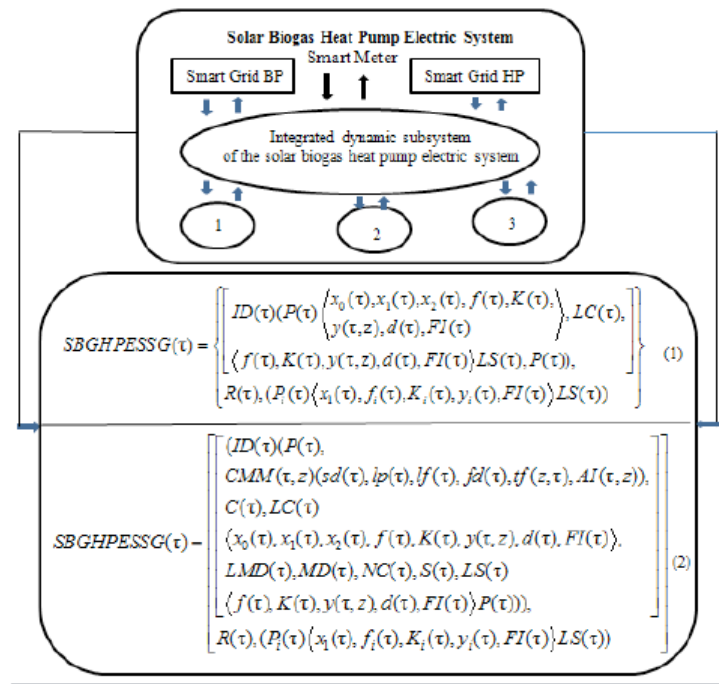 Solar Biogas Heat Pump Electric System
Smart Meter
Smart Grid BP
Smart Grid HP
Integrated dynamic subsystem
of the solar biogas heat pump electric system
1
2
3
SBGHPESSG(τ) = { [ ID(τ)(P(τ) ⟨ x₀(τ), x₁(τ), x₂(τ), f(τ), K(τ),
y(τ,z), d(τ), FI(τ) ⟩, LC(τ),
⟨f(τ), K(τ), y(τ,z), d(τ), FI(τ)⟩LS(τ), P(τ)), ]
R(τ), (Pᵢ(τ)⟨x₁(τ), fᵢ(τ), Kᵢ(τ), yᵢ(τ), FI(τ)⟩LS(τ)) } (1)
SBGHPESSG(τ) = [ [ (ID(τ)(P(τ),
CMM(τ,z)(sd(τ), lp(τ), lf(τ), fd(τ), tf(z,τ), AI(τ,z)),
C(τ), LC(τ)
⟨x₀(τ), x₁(τ), x₂(τ), f(τ), K(τ), y(τ,z), d(τ), FI(τ)⟩,
LMD(τ), MD(τ), NC(τ), S(τ), LS(τ)
⟨f(τ), K(τ), y(τ,z), d(τ), FI(τ)⟩P(τ))), ]
R(τ), (Pᵢ(τ)⟨x₁(τ), fᵢ(τ), Kᵢ(τ), yᵢ(τ), FI(τ)⟩LS(τ)) ] (2)